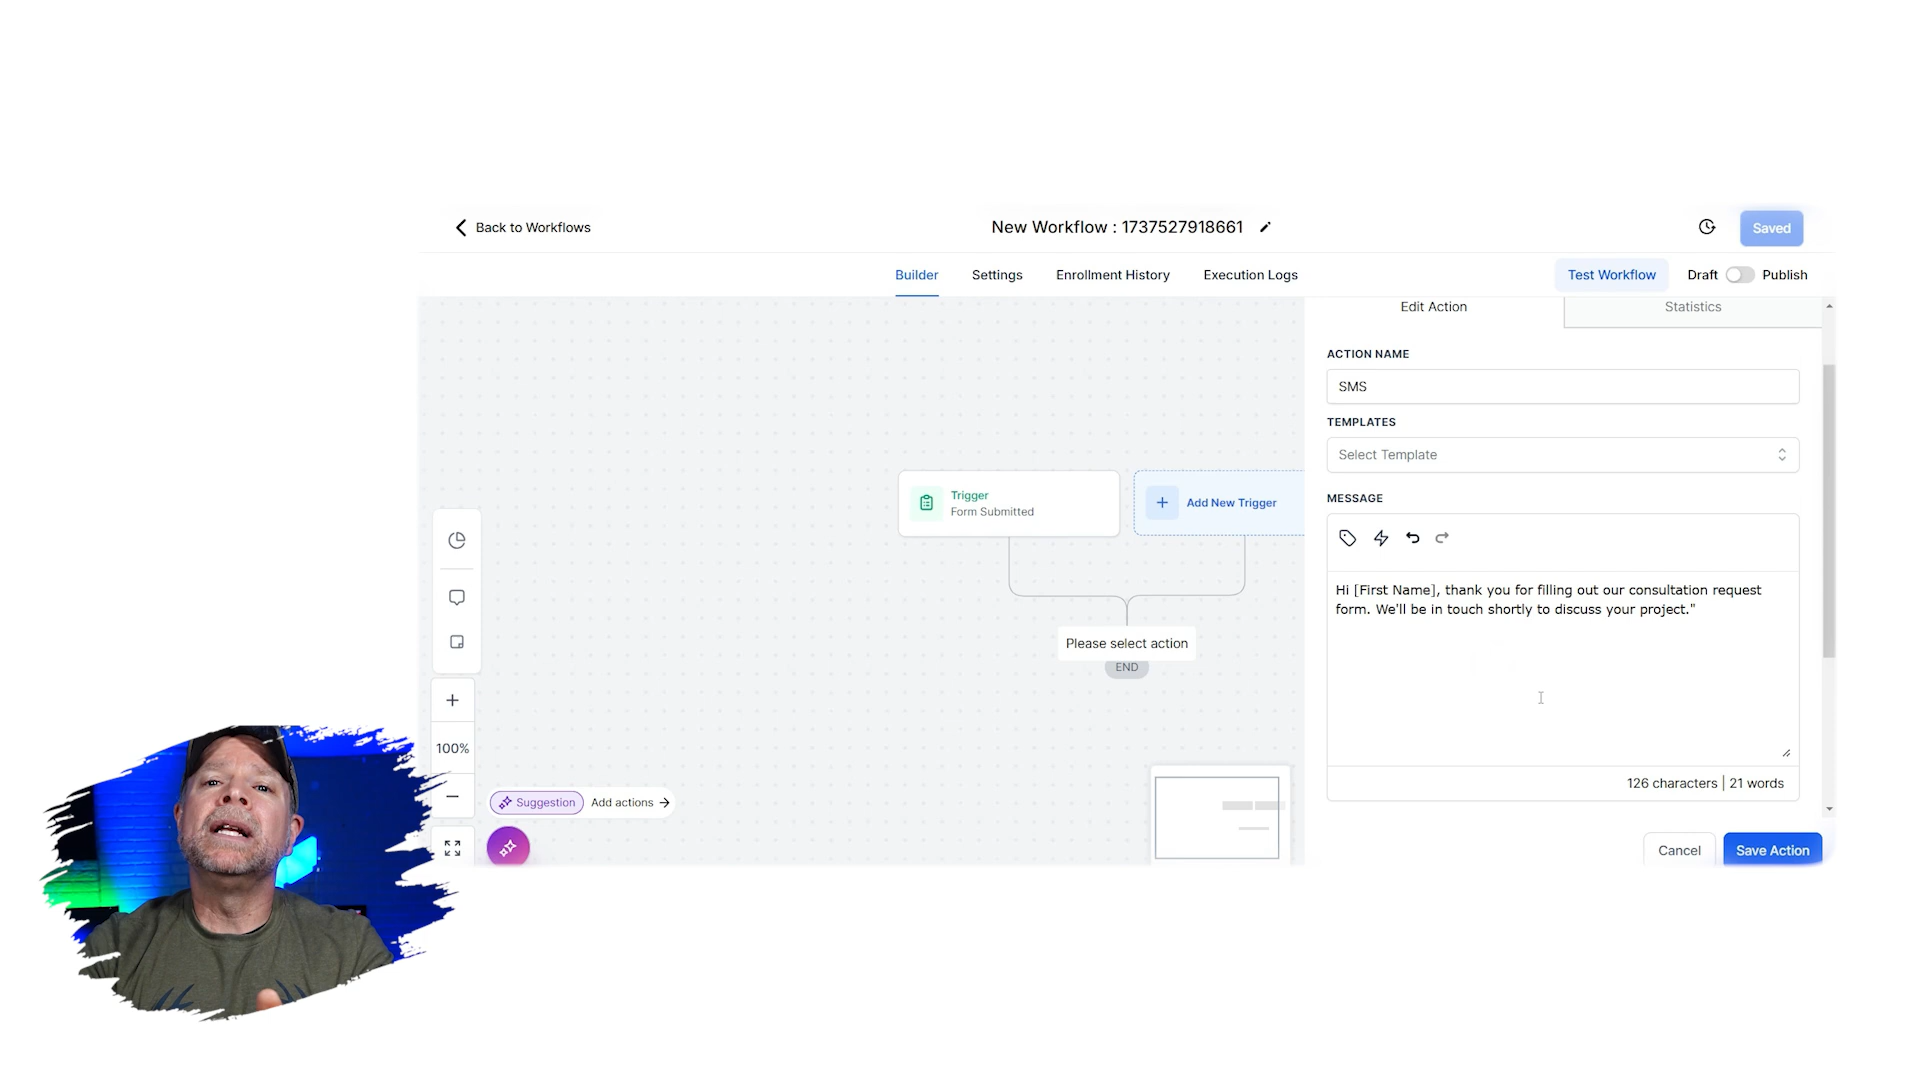 Back to Workflows
New Workflow : 1737527918661
Saved
Builder
Settings
Enrollment History
Execution Logs
Test Workflow
Draft
Publish
Edit Action
Statistics
ACTION NAME
SMS
TEMPLATES
Select Template
MESSAGE
Hi [First Name], thank you for filling out our consultation request
form. We'll be in touch shortly to discuss your project."
126 characters | 21 words
Cancel
Save Action
Trigger
Form Submitted
Add New Trigger
Please select action
END
100%
Suggestion
Add actions →